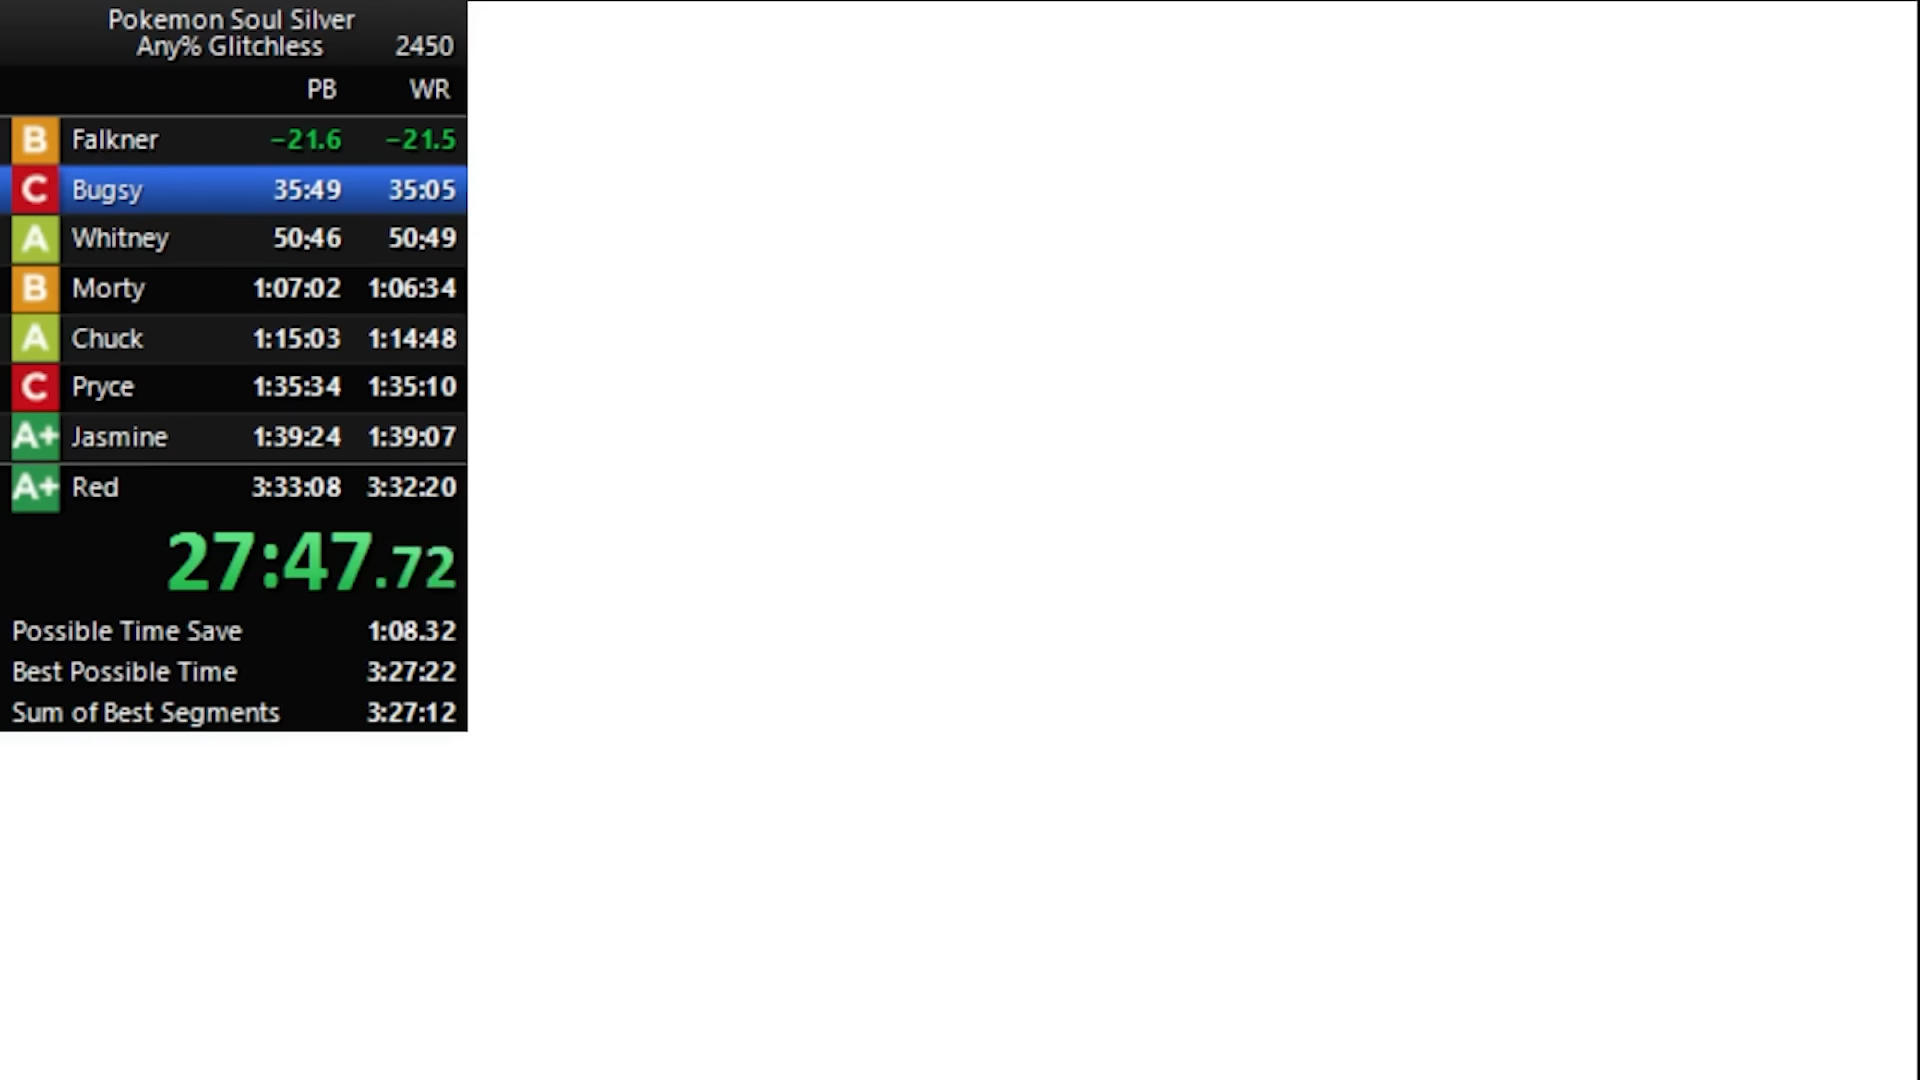 Pokemon Soul Silver
Any% Glitchless 2450
PB WR
B Falkner −21.6 −21.5
C Bugsy 35:49 35:05
A Whitney 50:46 50:49
B Morty 1:07:02 1:06:34
A Chuck 1:15:03 1:14:48
C Pryce 1:35:34 1:35:10
A+ Jasmine 1:39:24 1:39:07
A+ Red 3:33:08 3:32:20
27:47.72
Possible Time Save 1:08.32
Best Possible Time 3:27:22
Sum of Best Segments 3:27:12